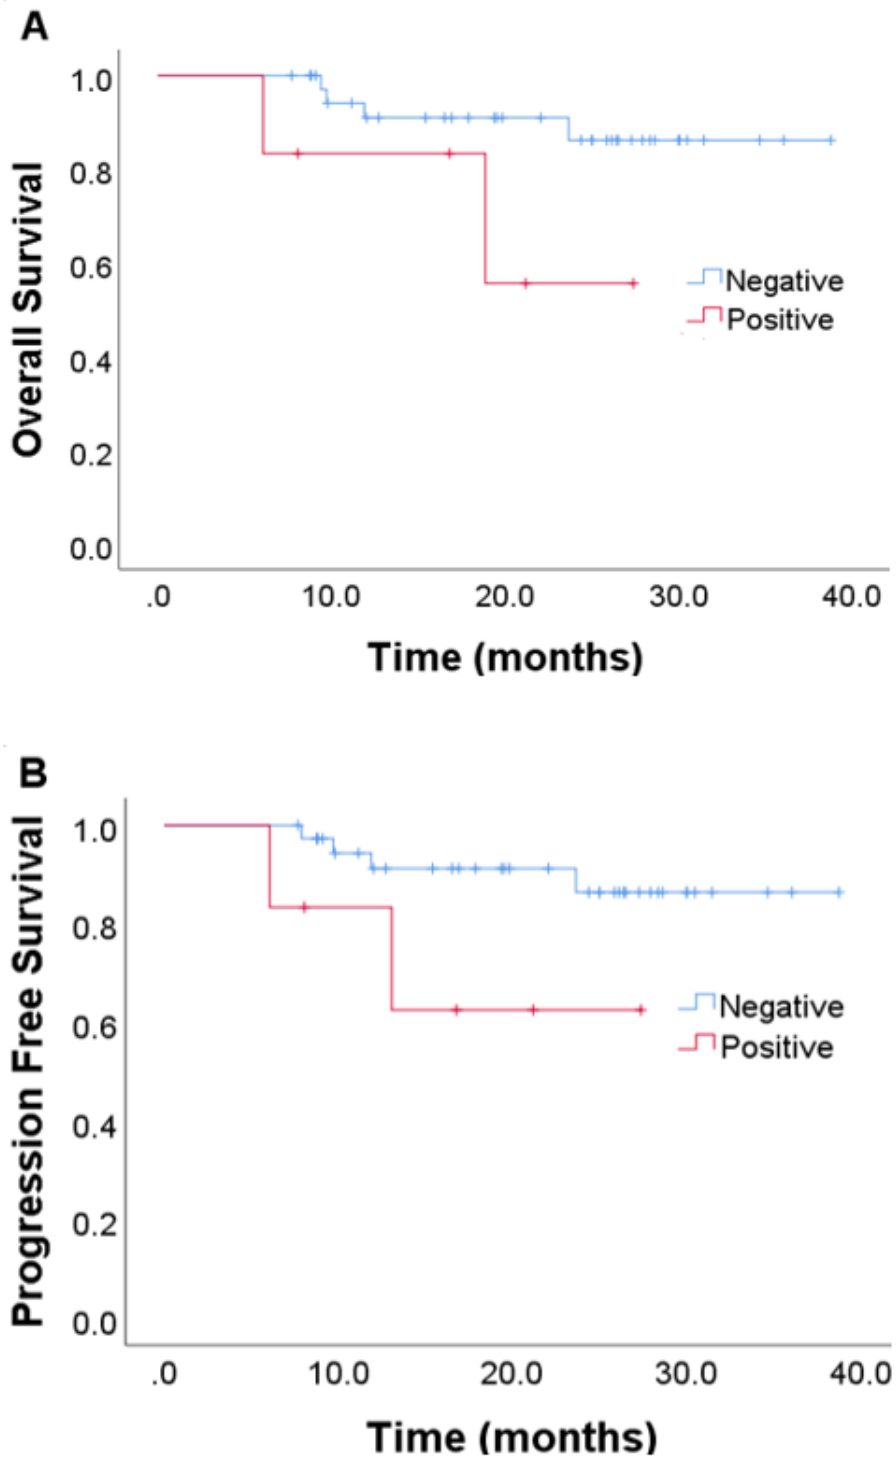 A
Overall Survival
1.0
0.8
0.6
0.4
0.2
0.0
Negative
Positive
.0 10.0 20.0 30.0 40.0
Time (months)
B
Progression Free Survival
1.0
0.8
0.6
0.4
0.2
0.0
Negative
Positive
.0 10.0 20.0 30.0 40.0
Time (months)